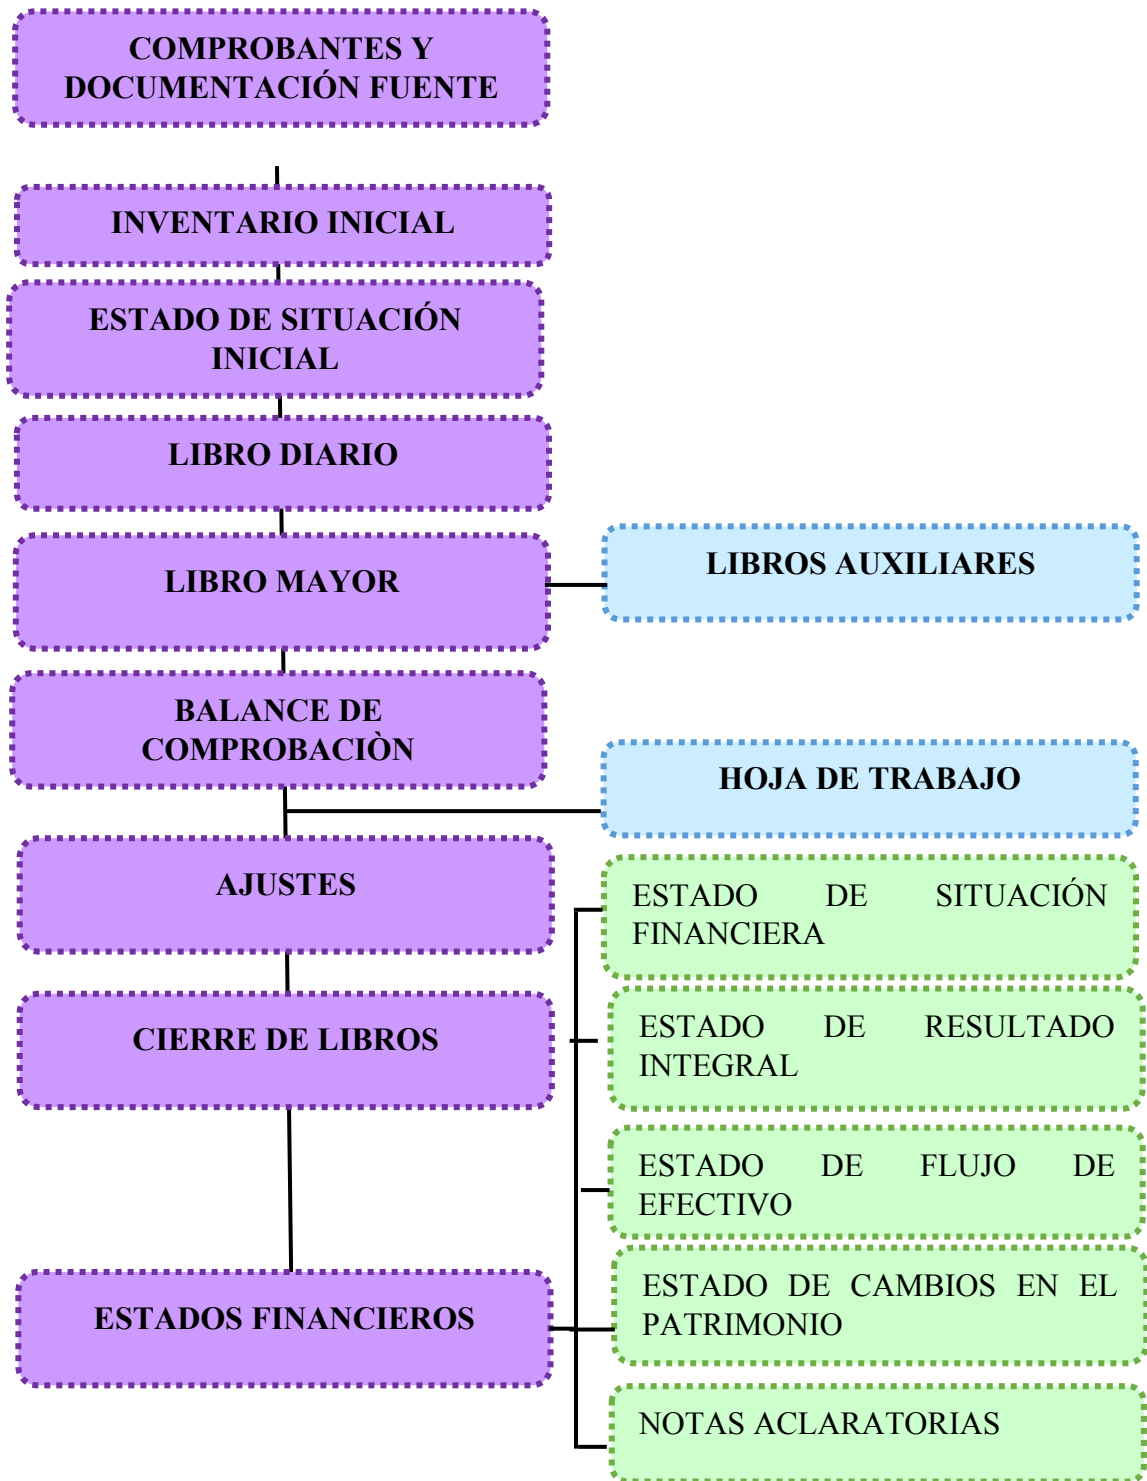 COMPROBANTES Y
DOCUMENTACIÓN FUENTE
INVENTARIO INICIAL
ESTADO DE SITUACIÓN
INICIAL
LIBRO DIARIO
LIBRO MAYOR
LIBROS AUXILIARES
BALANCE DE
COMPROBACIÒN
HOJA DE TRABAJO
AJUSTES
ESTADO DE SITUACIÓN
FINANCIERA
CIERRE DE LIBROS
ESTADO DE RESULTADO
INTEGRAL
ESTADO DE FLUJO DE
EFECTIVO
ESTADOS FINANCIEROS
ESTADO DE CAMBIOS EN EL
PATRIMONIO
NOTAS ACLARATORIAS